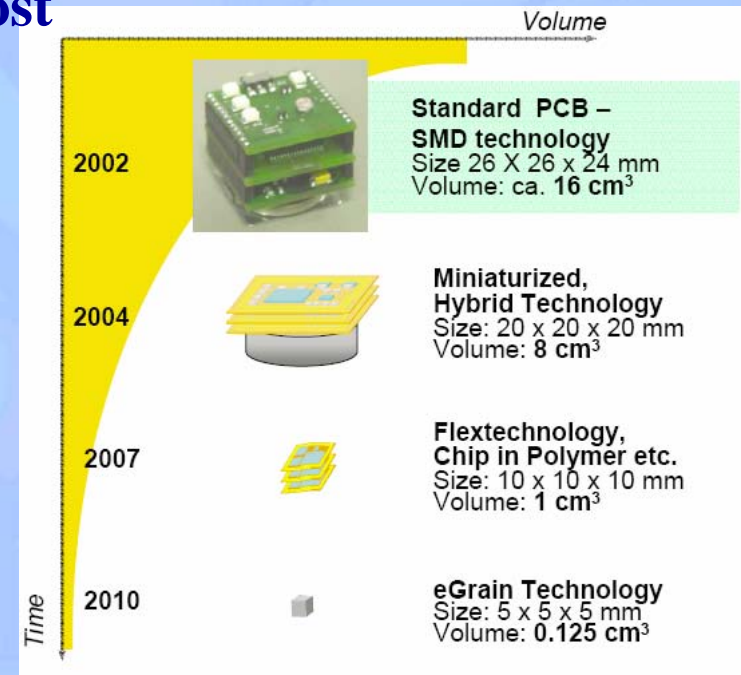 Volume
2002
Standard PCB –
SMD technology
Size 26 X 26 x 24 mm
Volume: ca. 16 cm³
2004
Miniaturized,
Hybrid Technology
Size: 20 x 20 x 20 mm
Volume: 8 cm³
2007
Flextechnology,
Chip in Polymer etc.
Size: 10 x 10 x 10 mm
Volume: 1 cm³
2010
eGrain Technology
Size: 5 x 5 x 5 mm
Volume: 0.125 cm³
Time